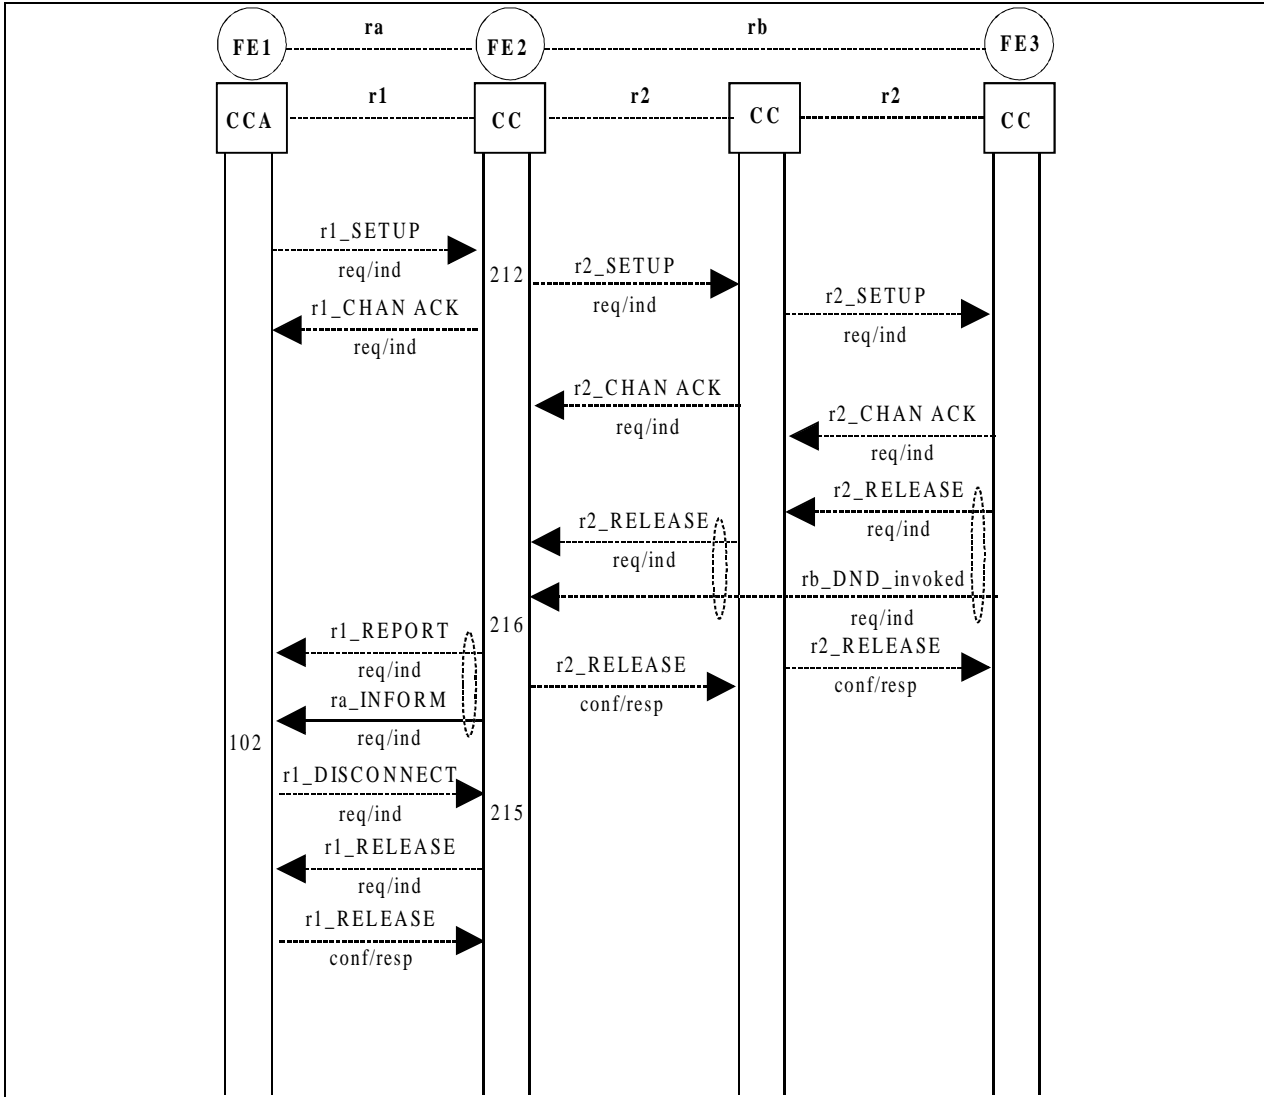 FE1 ra FE2 rb FE3
CCA r1 CC r2 CC r2 CC
r1_SETUP
req/ind
212
r2_SETUP
req/ind
r2_SETUP
req/ind
r1_CHAN ACK
req/ind
r2_CHAN ACK
req/ind
r2_CHAN ACK
req/ind
r2_RELEASE
req/ind
r2_RELEASE
req/ind
rb_DND_invoked
req/ind
216
r1_REPORT
req/ind
r2_RELEASE
conf/resp
r2_RELEASE
conf/resp
ra_INFORM
req/ind
102
r1_DISCONNECT
req/ind
215
r1_RELEASE
req/ind
r1_RELEASE
conf/resp